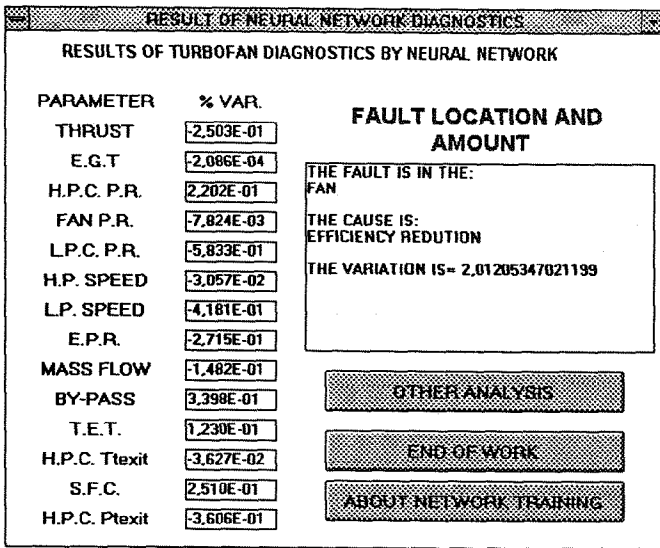 RESULT OF NEURAL NETWORK DIAGNOSTICS
RESULTS OF TURBOFAN DIAGNOSTICS BY NEURAL NETWORK
PARAMETER % VAR.
THRUST -2,503E-01
E.G.T -2,086E-04
H.P.C. P.R. 2,202E-01
FAN P.R. -7,824E-03
L.P.C. P.R. -5,833E-01
H.P. SPEED -3,057E-02
L.P. SPEED -4,181E-01
E.P.R. -2,715E-01
MASS FLOW -1,482E-01
BY-PASS 3,398E-01
T.E.T. 1,230E-01
H.P.C. Ttexit -3,627E-02
S.F.C. 2,510E-01
H.P.C. Ptexit -3,606E-01
FAULT LOCATION AND
AMOUNT
THE FAULT IS IN THE:
FAN
THE CAUSE IS:
EFFICIENCY REDUTION
THE VARIATION IS= 2,01205347021199
OTHER ANALYSIS
END OF WORK
ABOUT NETWORK TRAINING